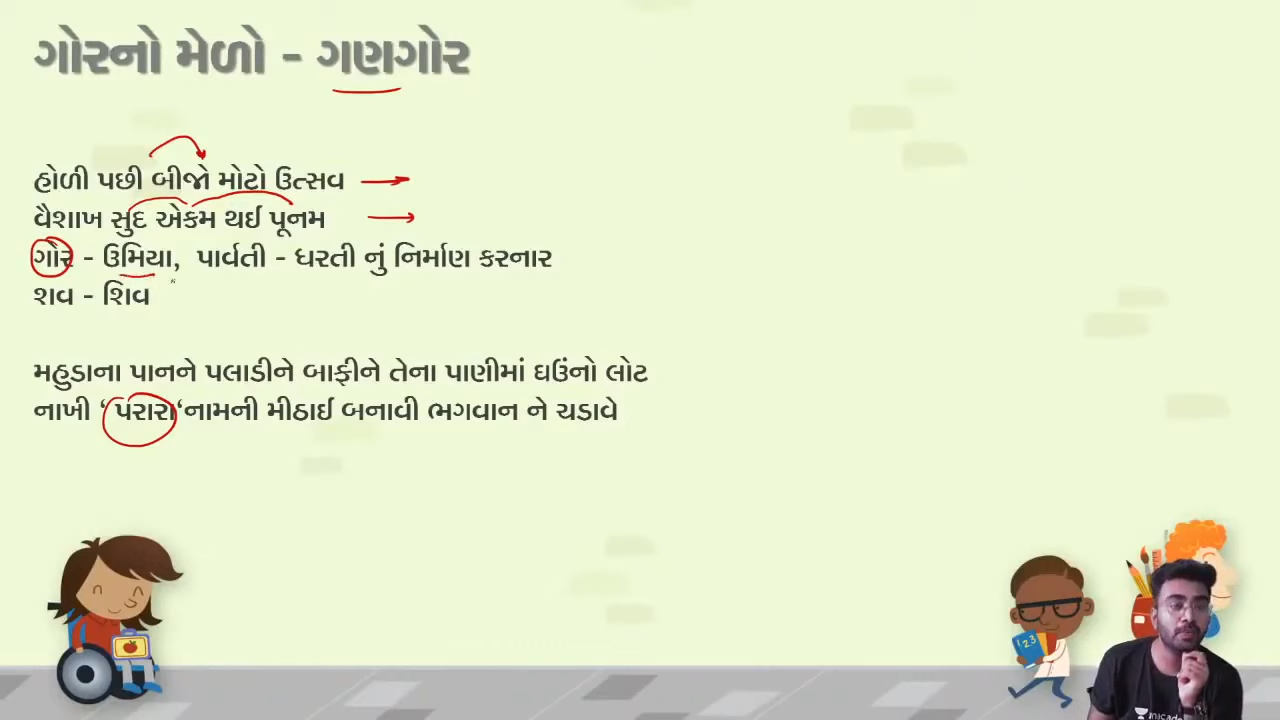 ગોરનો મેળો - ગણગોર
હોળી પછી બીજો મોટો ઉત્સવ
વૈશાખ સુદ એકમ થઈ પૂનમ
ગોર - ઉમિયા, પાર્વતી - ધરતી નું નિર્માણ કરનાર
શવ - શિવ
મહુડાના પાનને પલાડીને બાફીને તેના પાણીમાં ઘઉંનો લોટ
નાખી ‘ પરારા‘નામની મીઠાઈ બનાવી ભગવાન ને ચડાવે
123